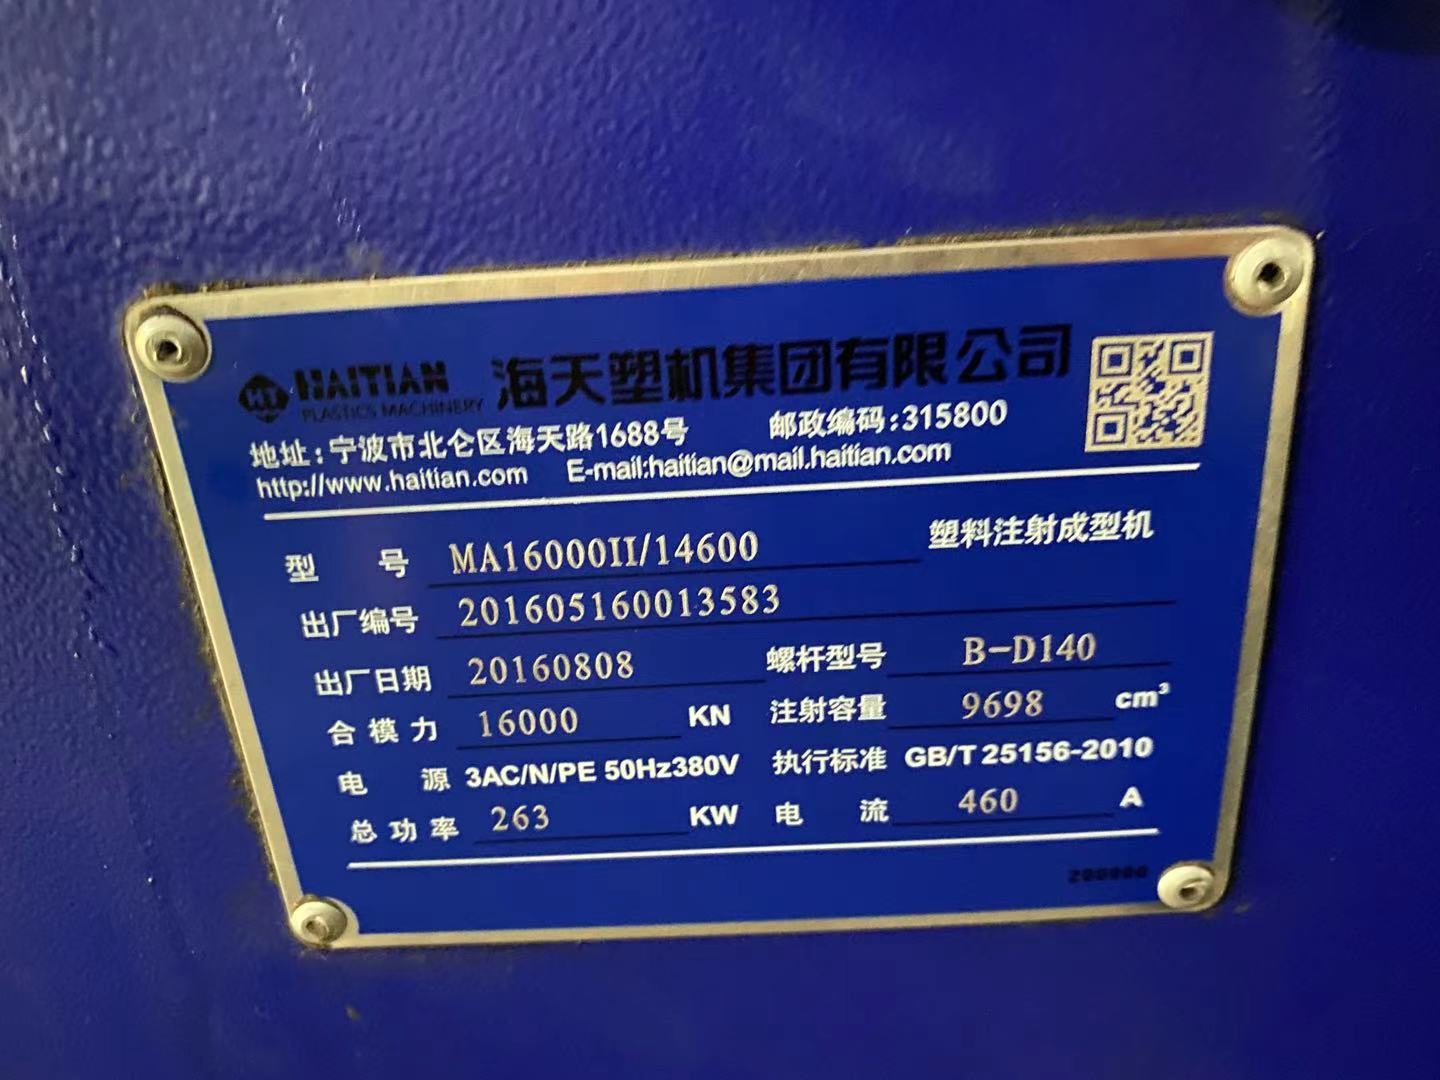 HT HAITIAN 海天塑机集团有限公司
PLASTICS MACHINERY
地址:宁波市北仑区海天路1688号 邮政编码:315800
http://www.haitian.com E-mail:haitian@mail.haitian.com
型 号 MA16000II/14600 塑料注射成型机
出厂编号 201605160013583
出厂日期 20160808 螺杆型号 B-D140
合模力 16000 KN 注射容量 9698 cm³
电 源 3AC/N/PE 50Hz380V 执行标准 GB/T 25156-2010
总功率 263 KW 电 流 460 A